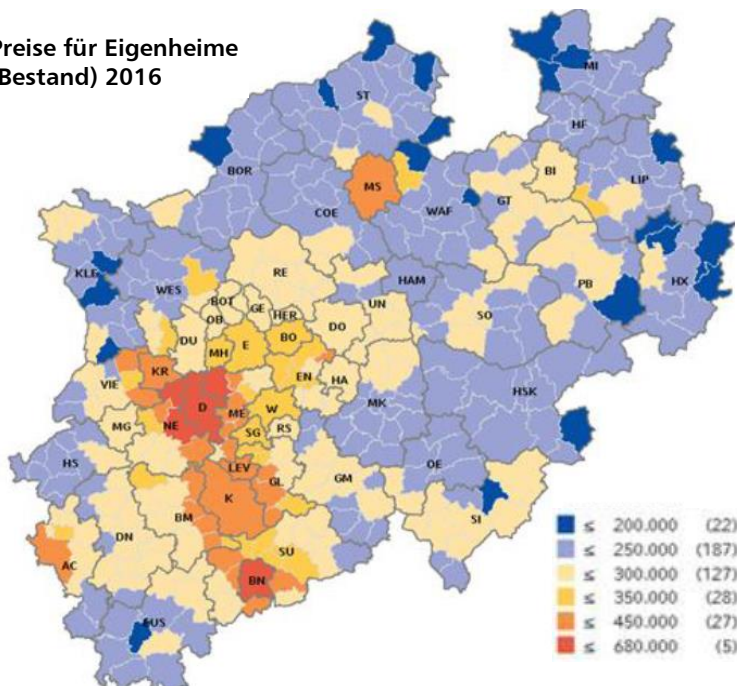 Preise für Eigenheime
(Bestand) 2016
MI
ST
HF
BOR
BI
LIP
MS
GT
COE
WAF
KLE
RE
HX
WES
HAM
PB
BOT
UN
OB
GE
HER
SO
DU
DO
MH
E
BO
KR
EN
HA
VIE
HSK
D
ME
W
MK
MG
NE
SG
RS
HS
LEV
OE
K
GL
GM
BM
SI
DN
SU
AC
BN
EUS
≤ 200.000 (22)
≤ 250.000 (187)
≤ 300.000 (127)
≤ 350.000 (28)
≤ 450.000 (27)
≤ 680.000 (5)